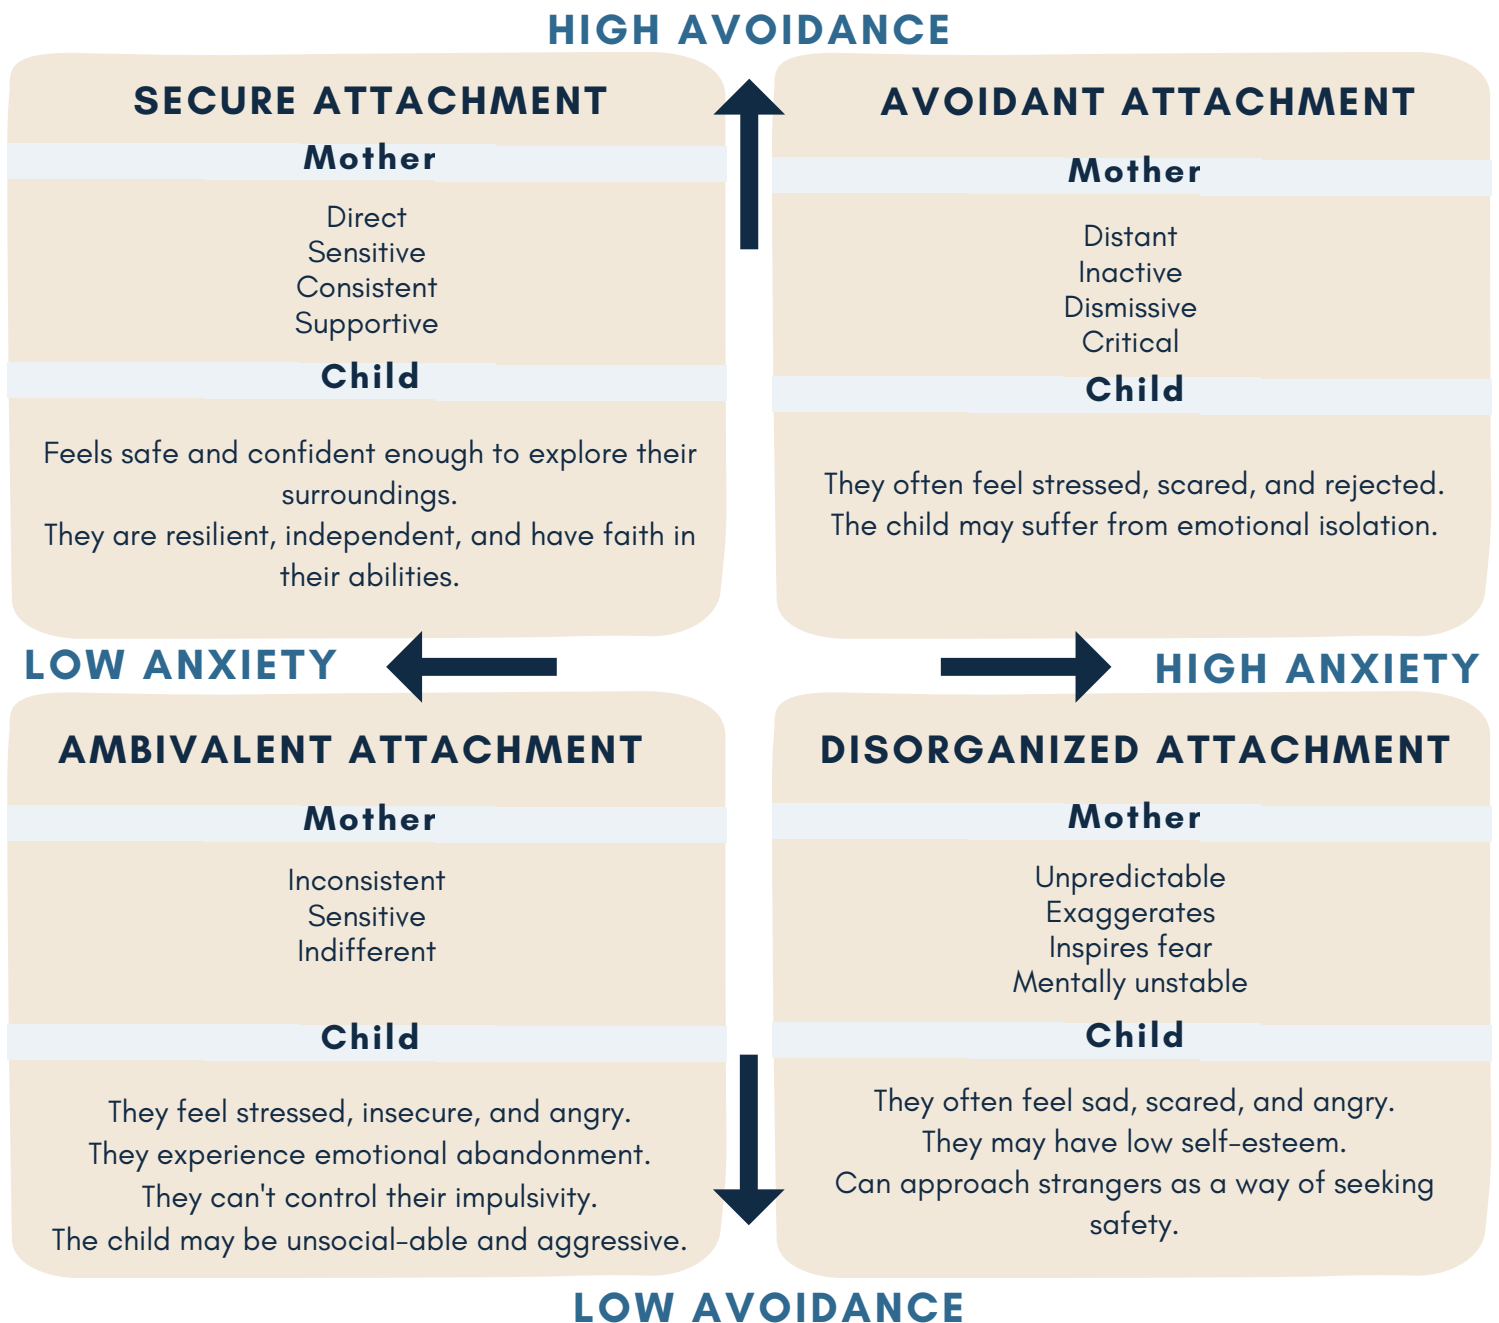 HIGH AVOIDANCE
SECURE ATTACHMENT
Mother
Direct
Sensitive
Consistent
Supportive
Child
Feels safe and confident enough to explore their
surroundings.
They are resilient, independent, and have faith in
their abilities.
AVOIDANT ATTACHMENT
Mother
Distant
Inactive
Dismissive
Critical
Child
They often feel stressed, scared, and rejected.
The child may suffer from emotional isolation.
LOW ANXIETY
HIGH ANXIETY
AMBIVALENT ATTACHMENT
Mother
Inconsistent
Sensitive
Indifferent
Child
They feel stressed, insecure, and angry.
They experience emotional abandonment.
They can't control their impulsivity.
The child may be unsocial-able and aggressive.
DISORGANIZED ATTACHMENT
Mother
Unpredictable
Exaggerates
Inspires fear
Mentally unstable
Child
They often feel sad, scared, and angry.
They may have low self-esteem.
Can approach strangers as a way of seeking
safety.
LOW AVOIDANCE